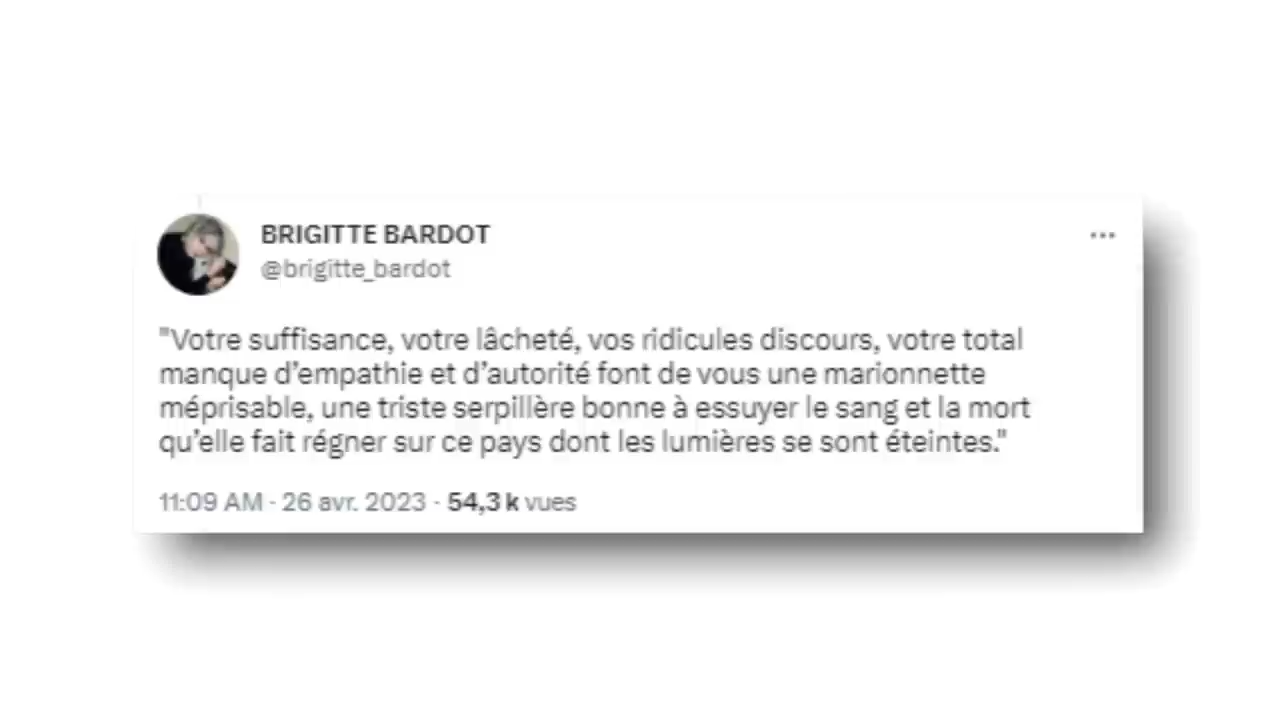 BRIGITTE BARDOT
@brigitte_bardot
"Votre suffisance, votre lâcheté, vos ridicules discours, votre total
manque d’empathie et d’autorité font de vous une marionnette
méprisable, une triste serpillère bonne à essuyer le sang et la mort
qu’elle fait régner sur ce pays dont les lumières se sont éteintes."
11:09 AM · 26 avr. 2023 · 54,3 k vues